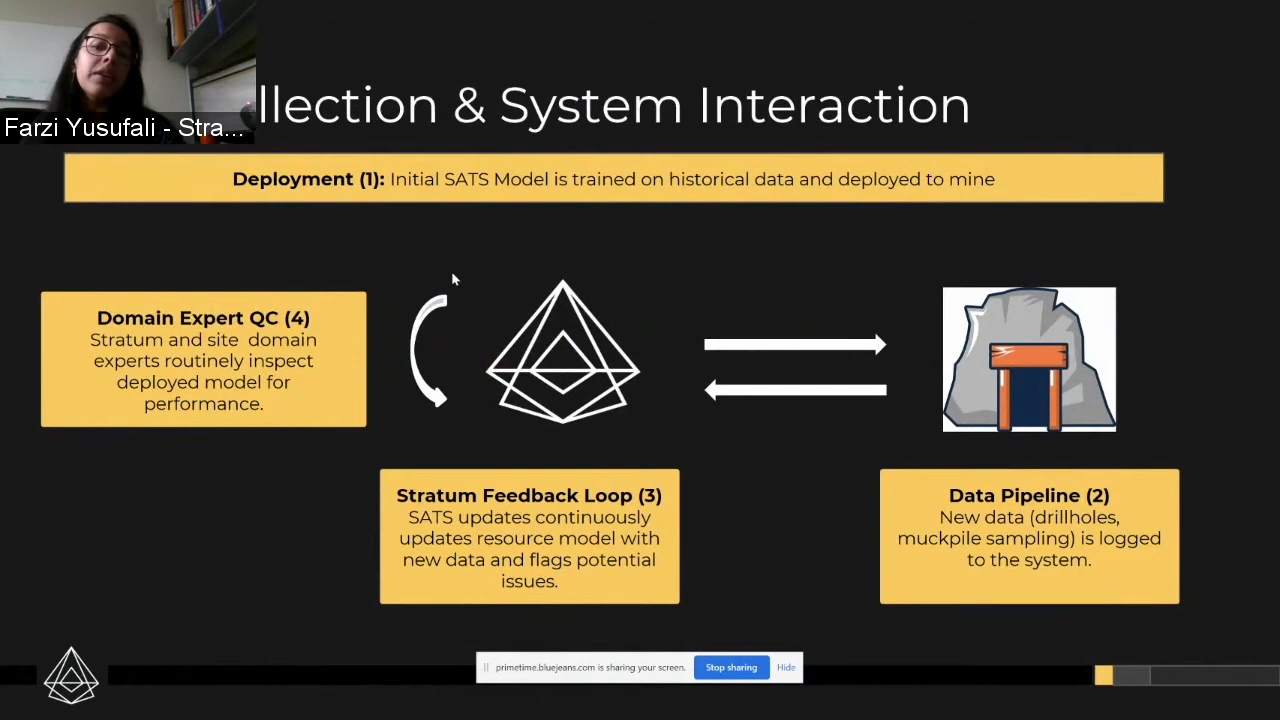 Farzi Yusufali - Stra...
llection & System Interaction
Deployment (1): Initial SATS Model is trained on historical data and deployed to mine
Domain Expert QC (4)
Stratum and site domain
experts routinely inspect
deployed model for
performance.
Stratum Feedback Loop (3)
SATS updates continuously
updates resource model with
new data and flags potential
issues.
Data Pipeline (2)
New data (drillholes,
muckpile sampling) is logged
to the system.
primetime.bluejeans.com is sharing your screen. Stop sharing Hide